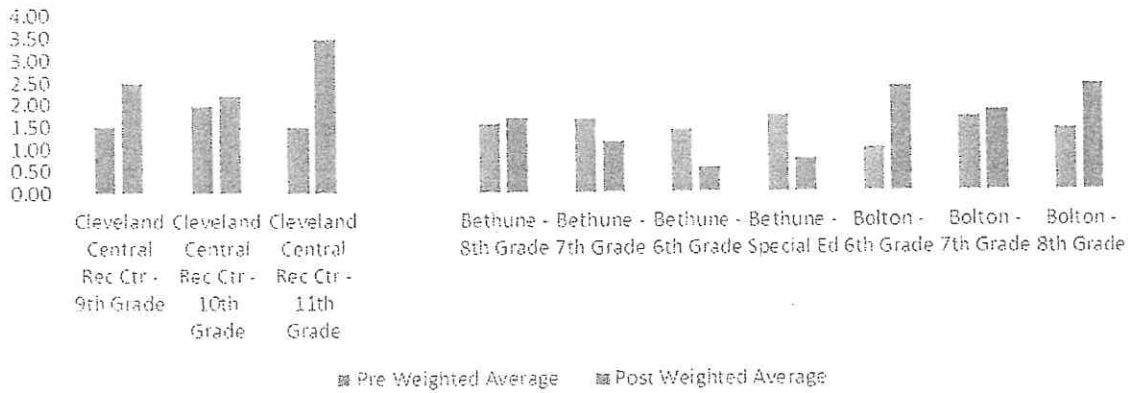 4.00
3.50
3.00
2.50
2.00
1.50
1.00
0.50
0.00
Cleveland Central Rec Ctr - 9th Grade
Cleveland Central Rec Ctr - 10th Grade
Cleveland Central Rec Ctr - 11th Grade
Bethune - 8th Grade
Bethune - 7th Grade
Bethune - 6th Grade
Bethune - Special Ed
Bolton - 6th Grade
Bolton - 7th Grade
Bolton - 8th Grade
Pre Weighted Average
Post Weighted Average